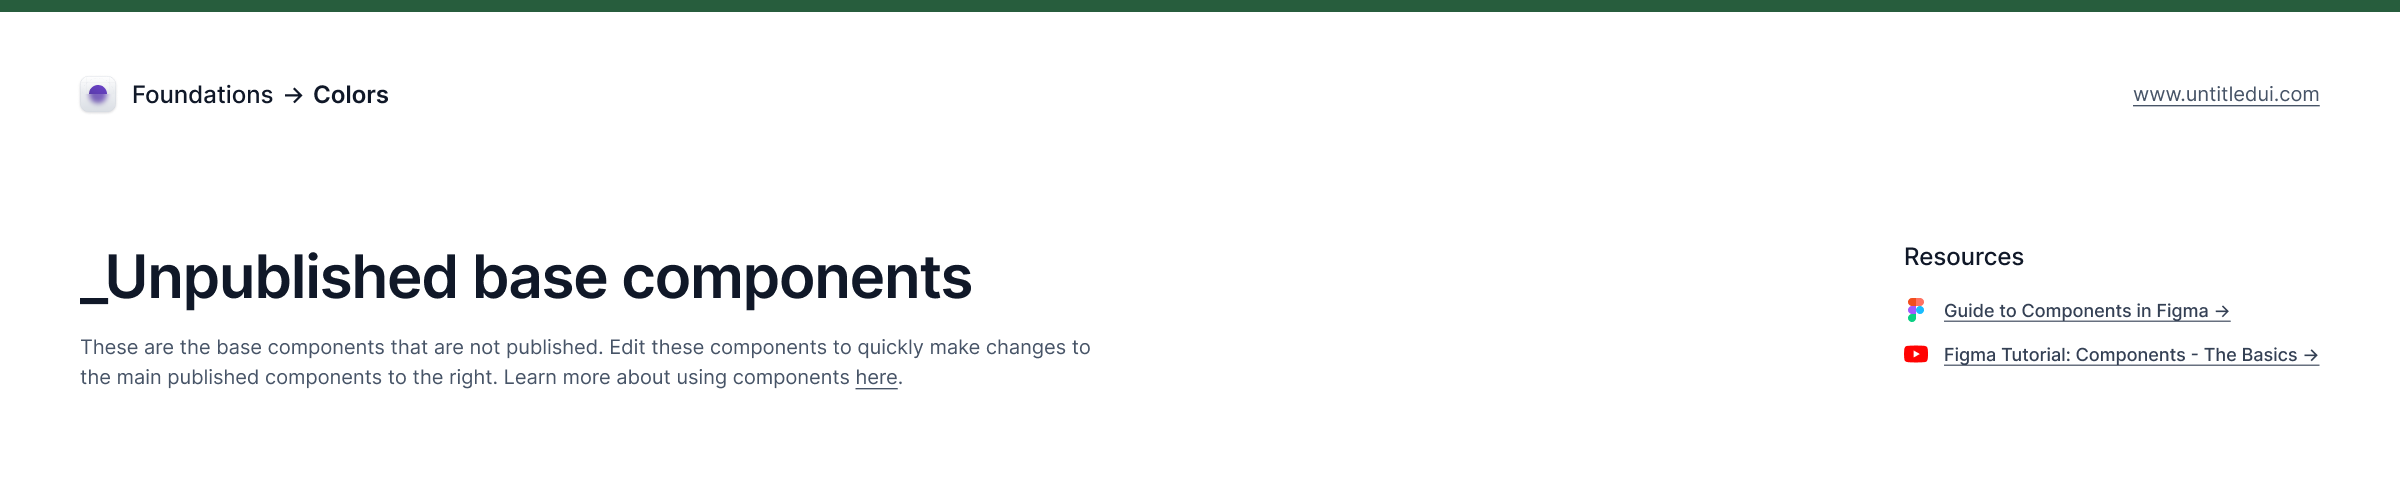 Foundations → Colors
www.untitledui.com
_Unpublished base components
These are the base components that are not published. Edit these components to quickly make changes to
the main published components to the right. Learn more about using components here.
Resources
Guide to Components in Figma →
Figma Tutorial: Components - The Basics →